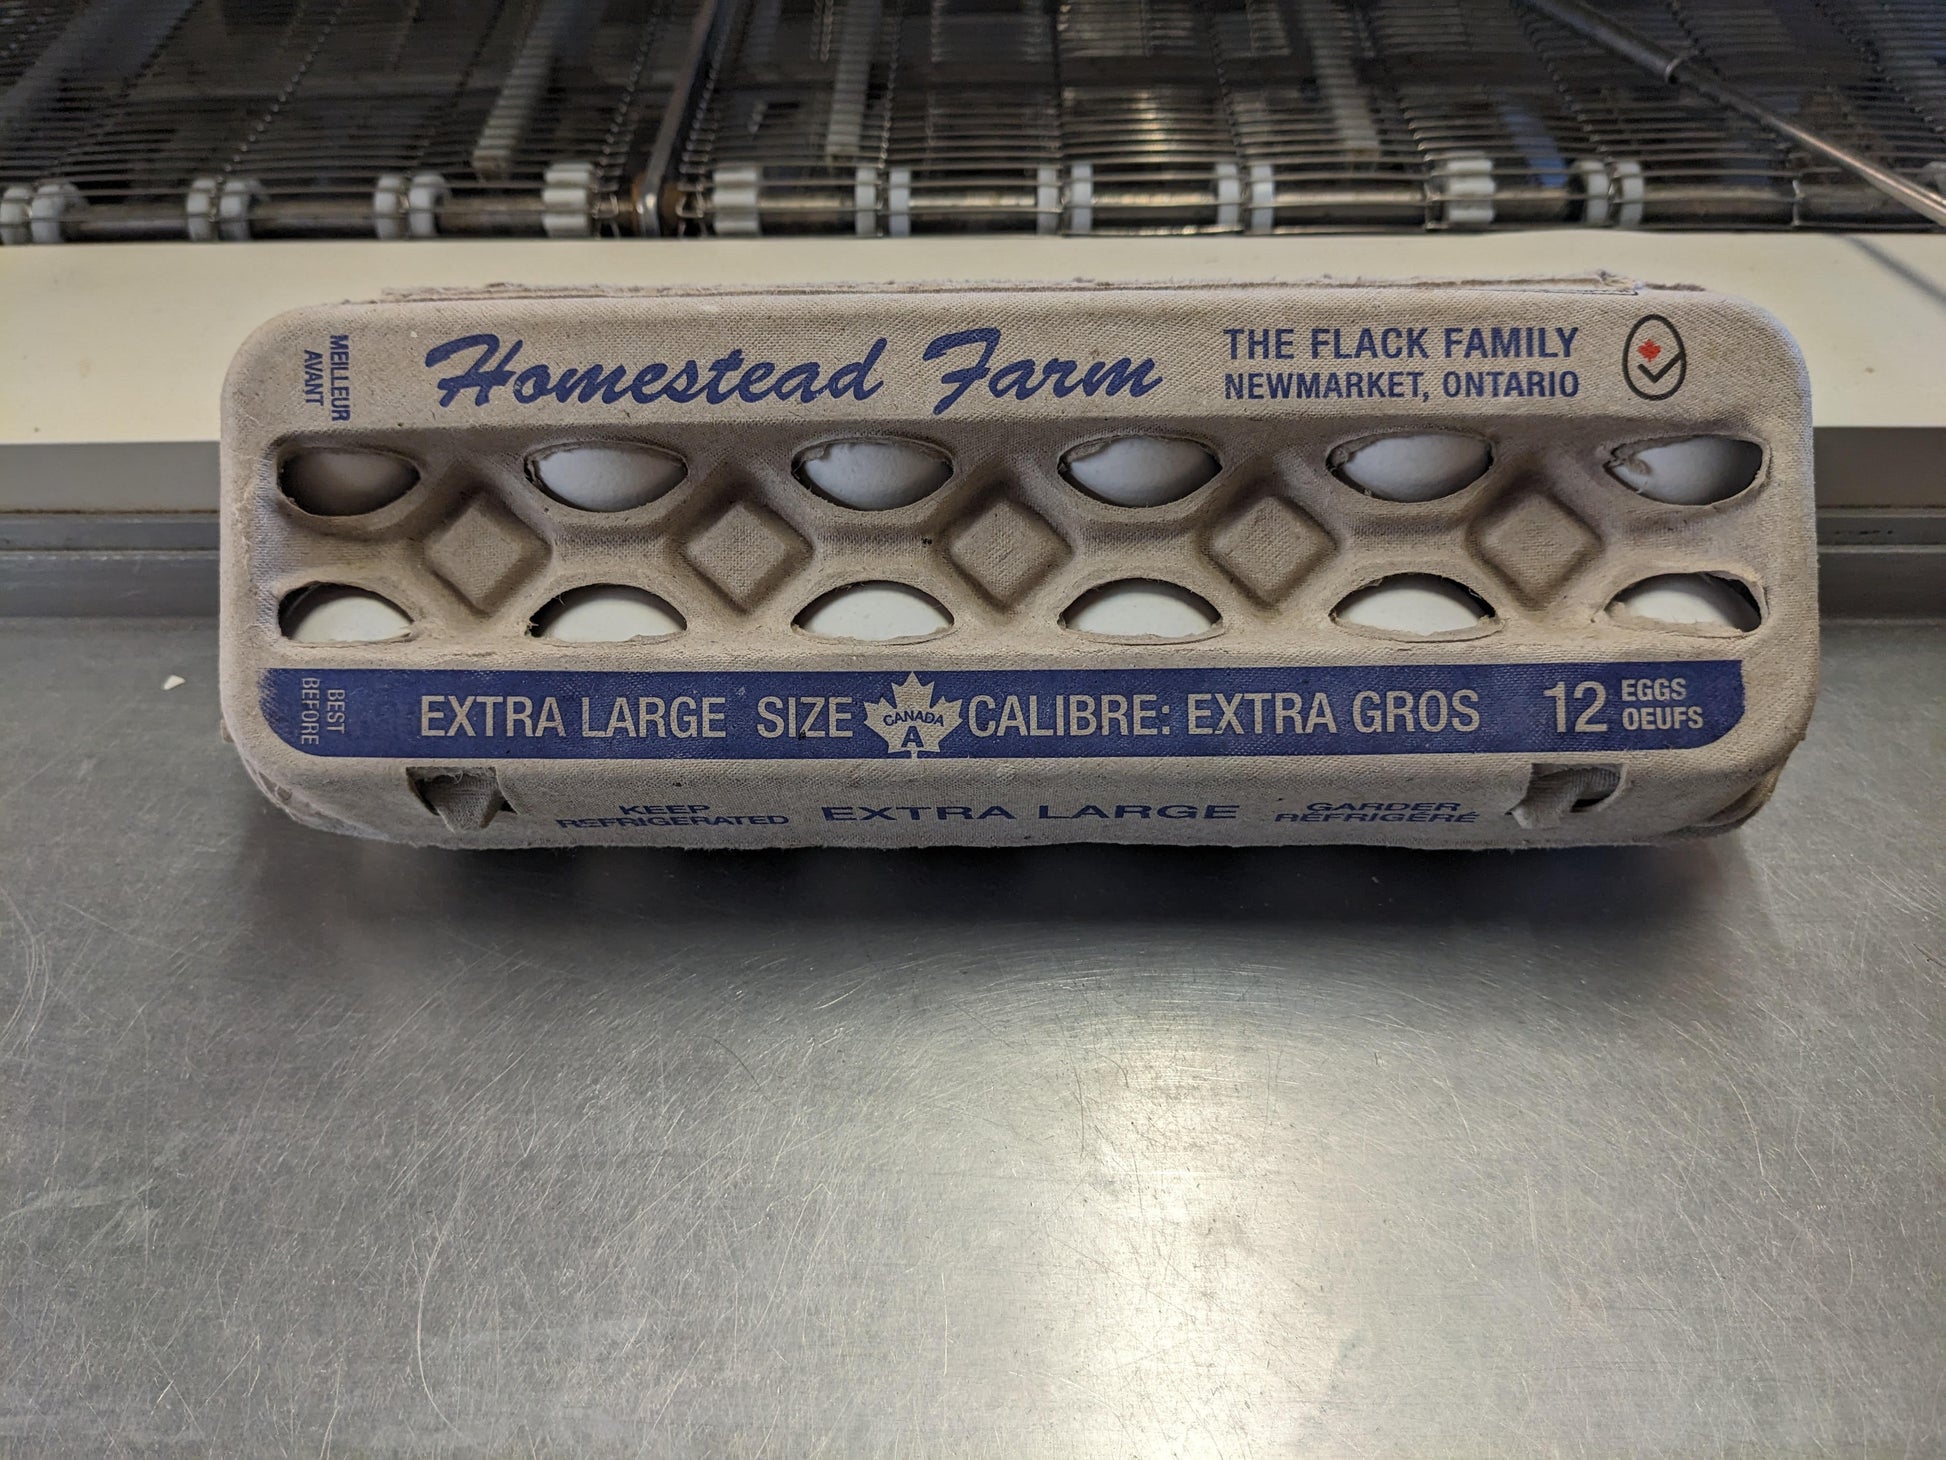 MEILLEUR
AVANT
Homestead Farm
THE FLACK FAMILY
NEWMARKET, ONTARIO
BEST
BEFORE
EXTRA LARGE SIZE
CANADA
A
CALIBRE: EXTRA GROS
12 EGGS
OEUFS
KEEP
REFRIGERATED
EXTRA LARGE
GARDER
RÉFRIGÉRÉ